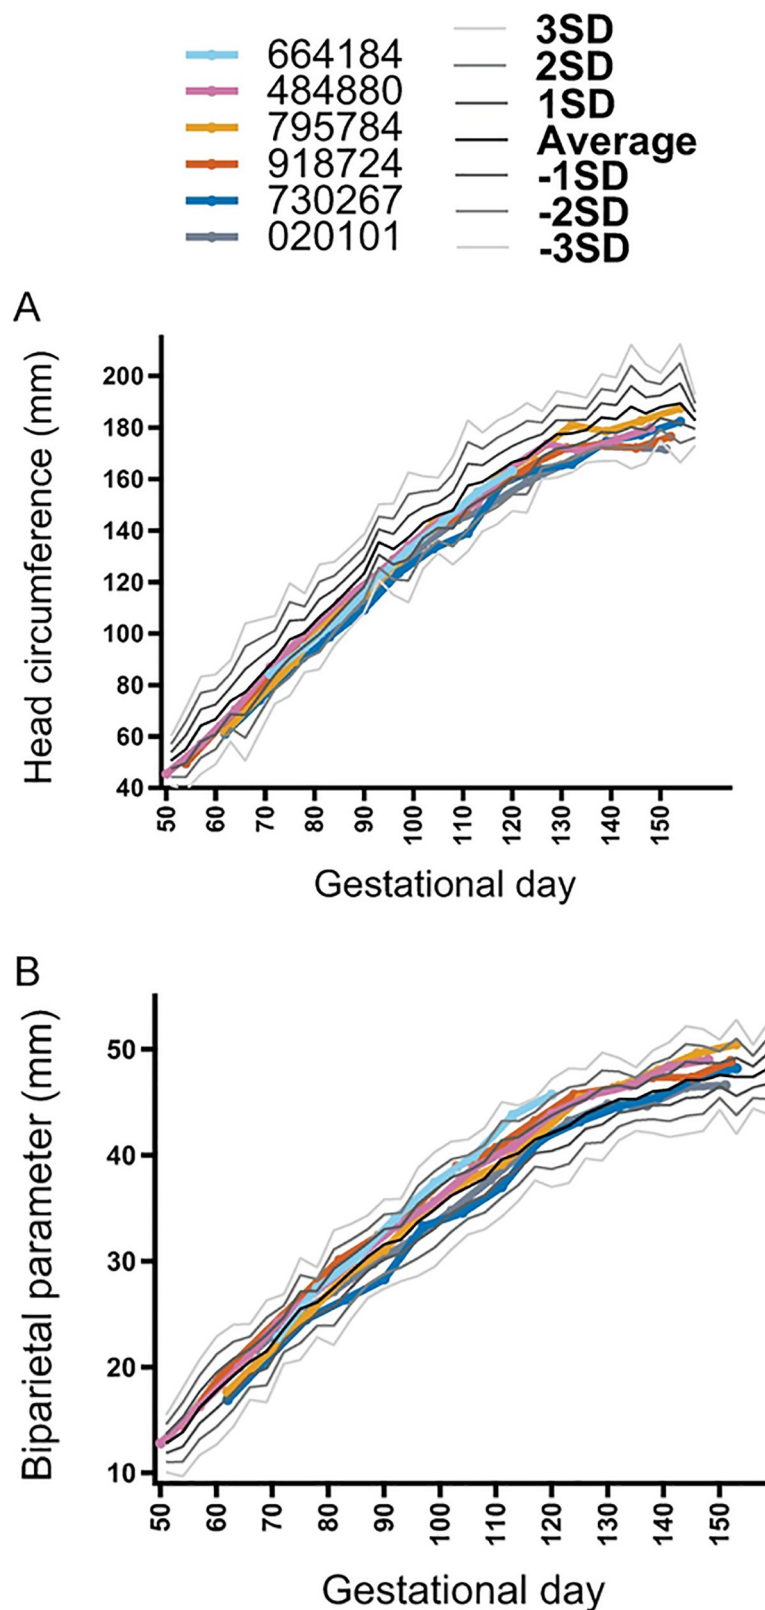 664184
484880
795784
918724
730267
020101
3SD
2SD
1SD
Average
-1SD
-2SD
-3SD
A
Head circumference (mm)
200
180
160
140
120
100
80
60
40
50 60 70 80 90 100 110 120 130 140 150
Gestational day
B
Biparietal parameter (mm)
50
40
30
20
10
50 60 70 80 90 100 110 120 130 140 150
Gestational day